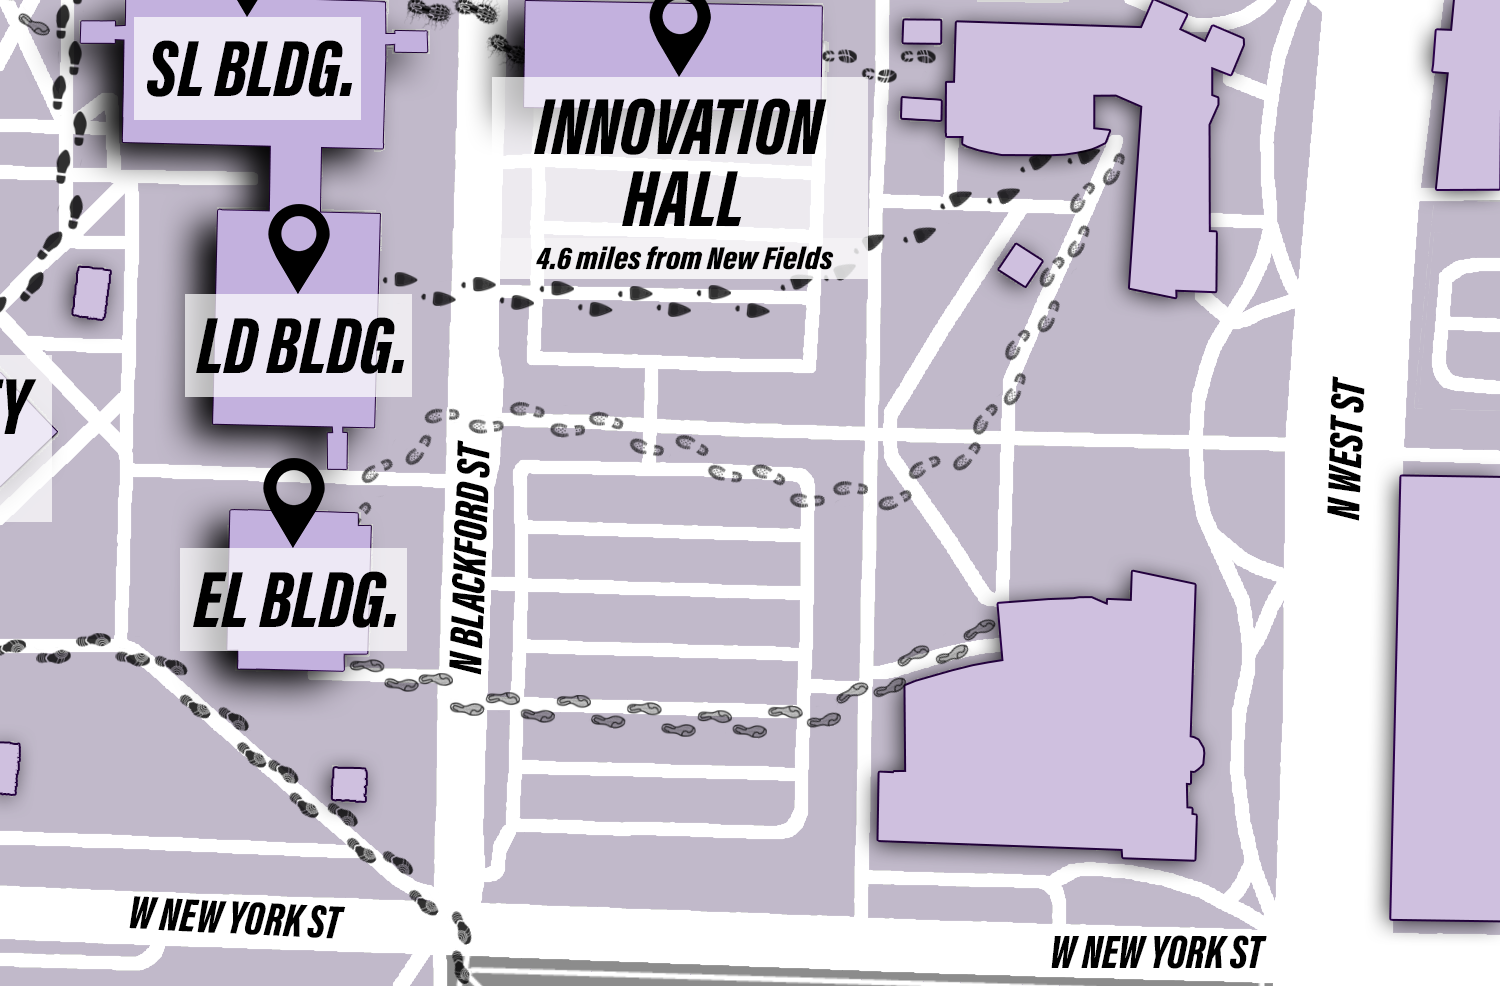 SL BLDG.
INNOVATION
HALL
4.6 miles from New Fields
LD BLDG.
Y
N WEST ST
N BLACKFORD ST
EL BLDG.
W NEW YORK ST
W NEW YORK ST